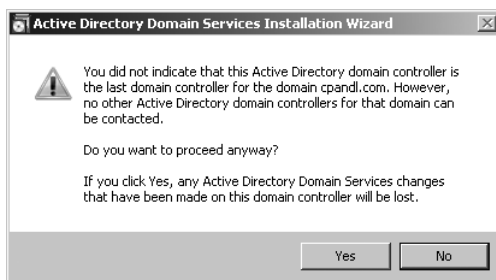 Active Directory Domain Services Installation Wizard
You did not indicate that this Active Directory domain controller is
the last domain controller for the domain cpandl.com. However,
no other Active Directory domain controllers for that domain can
be contacted.
Do you want to proceed anyway?
If you click Yes, any Active Directory Domain Services changes
that have been made on this domain controller will be lost.
Yes
No